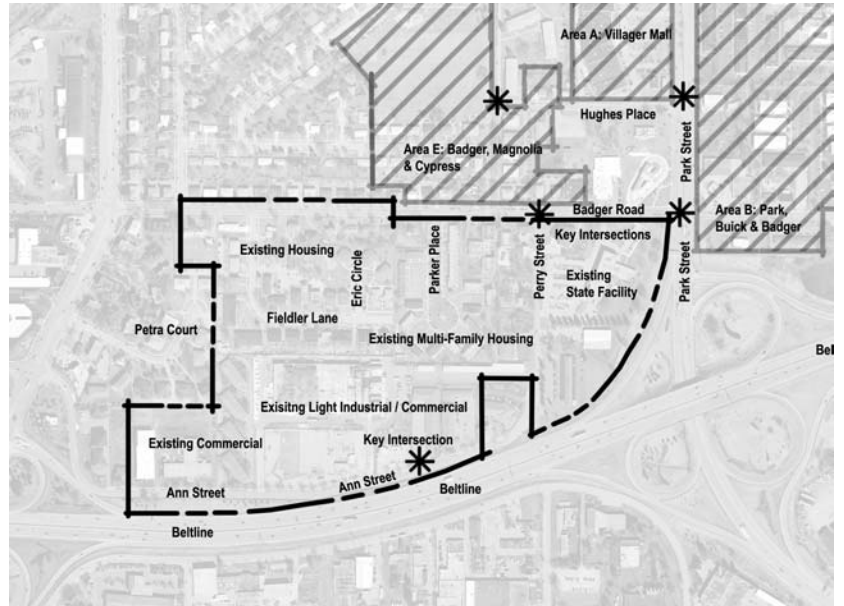 Area A: Villager Mall
Hughes Place
Park Street
Area E: Badger, Magnolia
& Cypress
Badger Road
Area B: Park,
Buick & Badger
Key Intersections
Existing Housing
Eric Circle
Parker Place
Perry Street
Existing
State Facility
Park Street
Petra Court
Fieldler Lane
Existing Multi-Family Housing
Bel
Exisitng Light Industrial / Commercial
Existing Commercial
Key Intersection
Ann Street
Ann Street
Beltline
Beltline